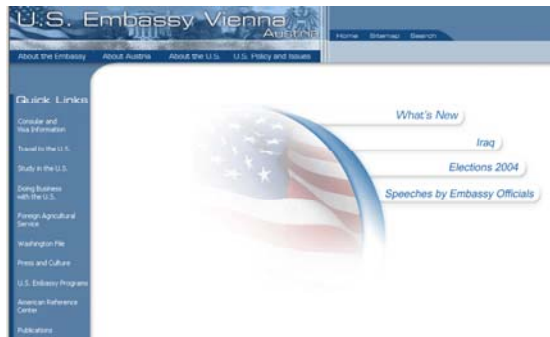 U.S. Embassy Vienna
Austria
Home Sitemap Search
About the Embassy About Austria About the U.S. U.S. Policy and Issues
Quick Links
Consular and
Visa Information
Travel to the U.S.
Study in the U.S.
Doing Business
with the U.S.
Foreign Agricultural
Service
Washington File
Press and Culture
U.S. Embassy Programs
American Reference
Center
Publications
What's New
Iraq
Elections 2004
Speeches by Embassy Officials